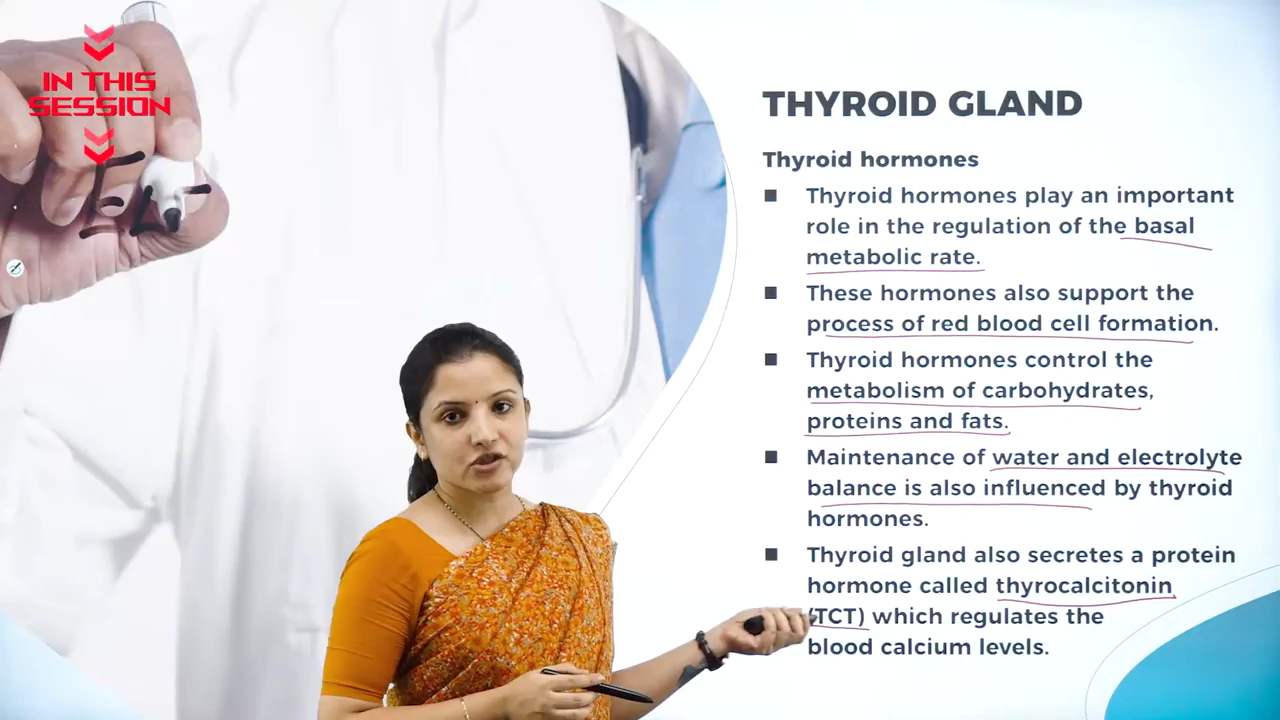 IN THIS
SESSION
THYROID GLAND
Thyroid hormones
■ Thyroid hormones play an important
role in the regulation of the basal
metabolic rate.
■ These hormones also support the
process of red blood cell formation.
■ Thyroid hormones control the
metabolism of carbohydrates,
proteins and fats.
■ Maintenance of water and electrolyte
balance is also influenced by thyroid
hormones.
■ Thyroid gland also secretes a protein
hormone called thyrocalcitonin
(TCT) which regulates the
blood calcium levels.